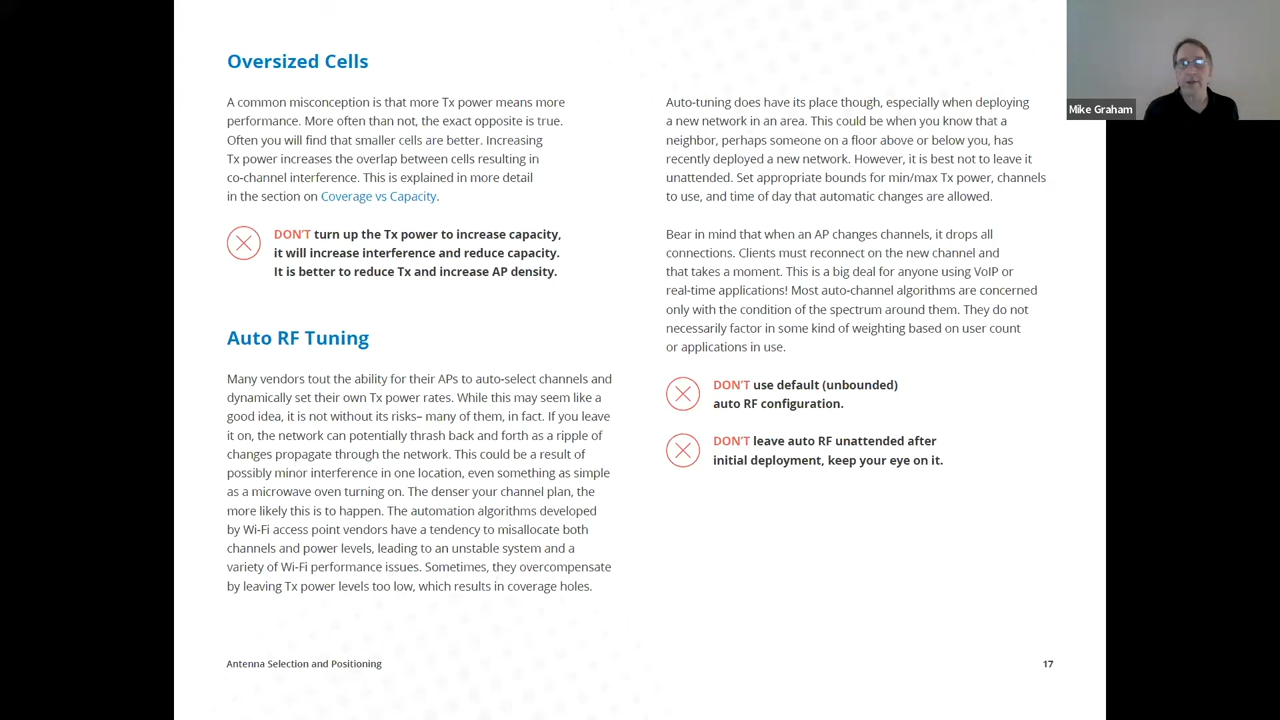 Oversized Cells
A common misconception is that more Tx power means more
performance. More often than not, the exact opposite is true.
Often you will find that smaller cells are better. Increasing
Tx power increases the overlap between cells resulting in
co-channel interference. This is explained in more detail
in the section on Coverage vs Capacity.
DON'T turn up the Tx power to increase capacity,
it will increase interference and reduce capacity.
It is better to reduce Tx and increase AP density.
Auto RF Tuning
Many vendors tout the ability for their APs to auto-select channels and
dynamically set their own Tx power rates. While this may seem like a
good idea, it is not without its risks– many of them, in fact. If you leave
it on, the network can potentially thrash back and forth as a ripple of
changes propagate through the network. This could be a result of
possibly minor interference in one location, even something as simple
as a microwave oven turning on. The denser your channel plan, the
more likely this is to happen. The automation algorithms developed
by Wi-Fi access point vendors have a tendency to misallocate both
channels and power levels, leading to an unstable system and a
variety of Wi-Fi performance issues. Sometimes, they overcompensate
by leaving Tx power levels too low, which results in coverage holes.
Auto-tuning does have its place though, especially when deploying
a new network in an area. This could be when you know that a
neighbor, perhaps someone on a floor above or below you, has
recently deployed a new network. However, it is best not to leave it
unattended. Set appropriate bounds for min/max Tx power, channels
to use, and time of day that automatic changes are allowed.
Bear in mind that when an AP changes channels, it drops all
connections. Clients must reconnect on the new channel and
that takes a moment. This is a big deal for anyone using VoIP or
real-time applications! Most auto-channel algorithms are concerned
only with the condition of the spectrum around them. They do not
necessarily factor in some kind of weighting based on user count
or applications in use.
DON'T use default (unbounded)
auto RF configuration.
DON'T leave auto RF unattended after
initial deployment, keep your eye on it.
Antenna Selection and Positioning
17
Mike Graham